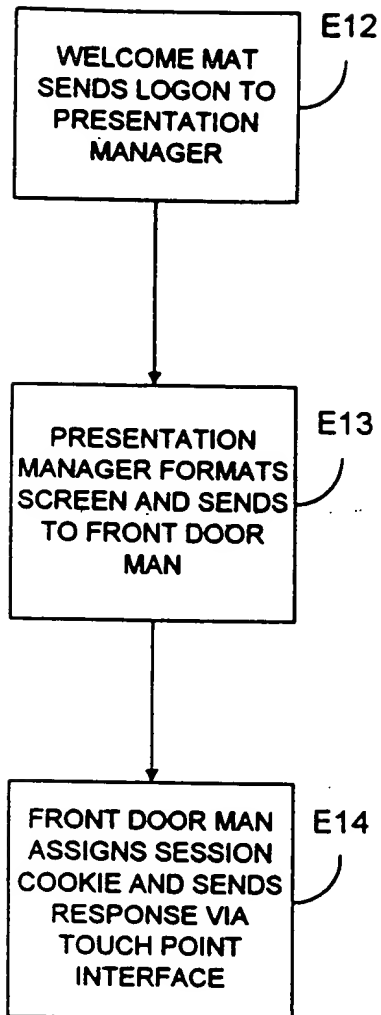 E12
WELCOME MAT
SENDS LOGON TO
PRESENTATION
MANAGER
E13
PRESENTATION
MANAGER FORMATS
SCREEN AND SENDS
TO FRONT DOOR
MAN
E14
FRONT DOOR MAN
ASSIGNS SESSION
COOKIE AND SENDS
RESPONSE VIA
TOUCH POINT
INTERFACE